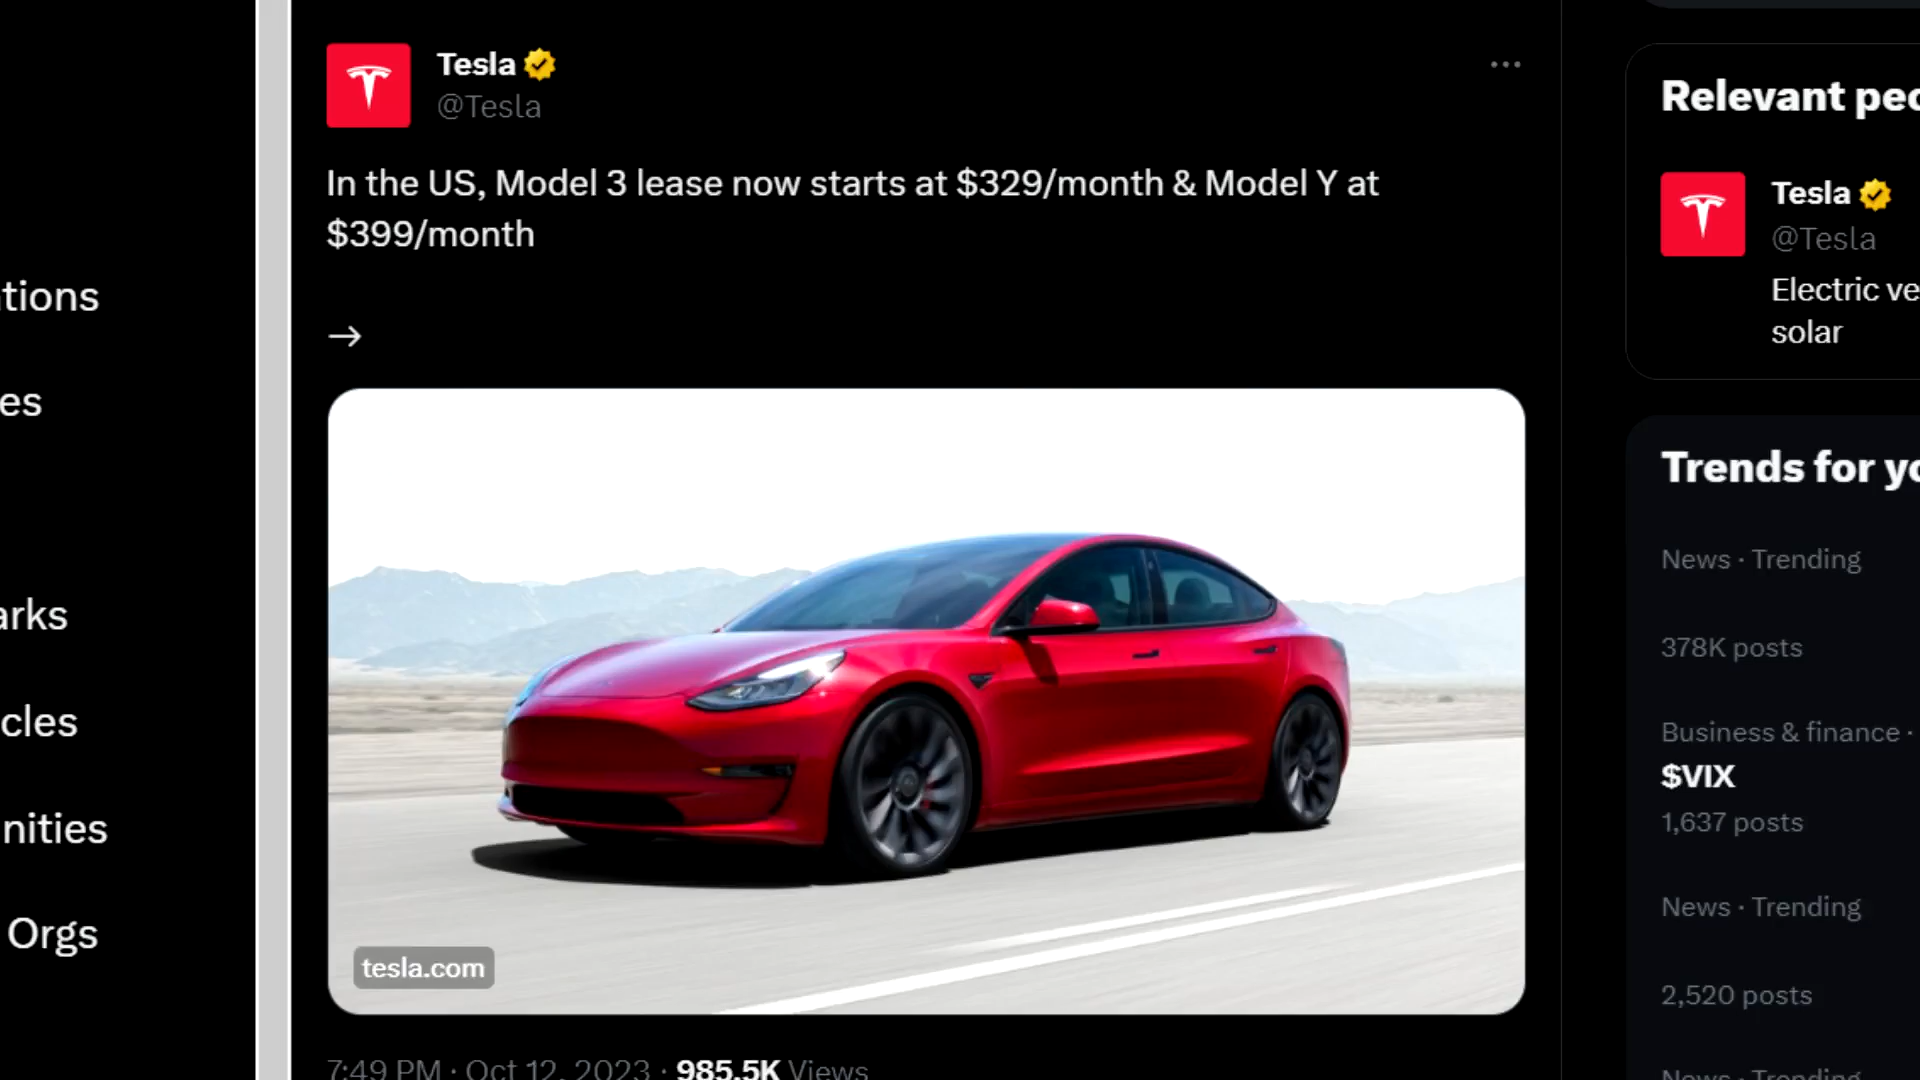 Tesla
@Tesla
In the US, Model 3 lease now starts at $329/month & Model Y at
$399/month
→
tesla.com
7:49 PM · Oct 12, 2023 · 985.5K Views
tions
es
arks
cles
nities
Orgs
Relevant peo
Tesla
@Tesla
Electric ve
solar
Trends for yo
News · Trending
378K posts
Business & finance ·
$VIX
1,637 posts
News · Trending
2,520 posts
News · Trending